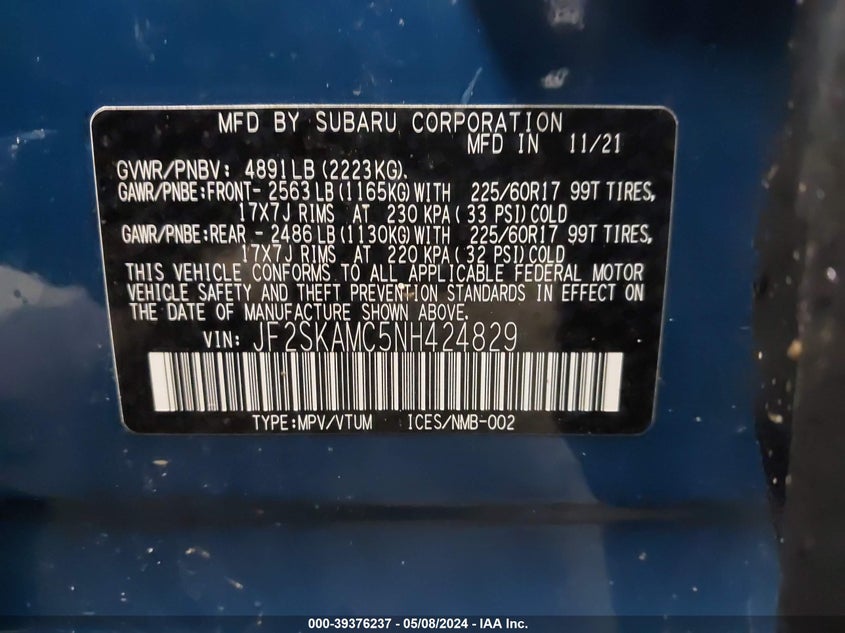 MFD BY SUBARU CORPORATION
MFD IN 11/21
GVWR/PNBV: 4891LB (2223KG).
GAWR/PNBE:FRONT- 2563 LB (1165KG) WITH 225/60R17 99T TIRES,
17X7J RIMS AT 230 KPA ( 33 PSI) COLD
GAWR/PNBE:REAR - 2486 LB (1130KG) WITH 225/60R17 99T TIRES,
17X7J RIMS AT 220 KPA ( 32 PSI) COLD
THIS VEHICLE CONFORMS TO ALL APPLICABLE FEDERAL MOTOR
VEHICLE SAFETY AND THEFT PREVENTION STANDARDS IN EFFECT ON
THE DATE OF MANUFACTURE SHOWN ABOVE.
VIN: JF2SKAMC5NH424829
TYPE:MPV/VTUM ICES/NMB-002
000-39376237 - 05/08/2024 - IAA Inc.